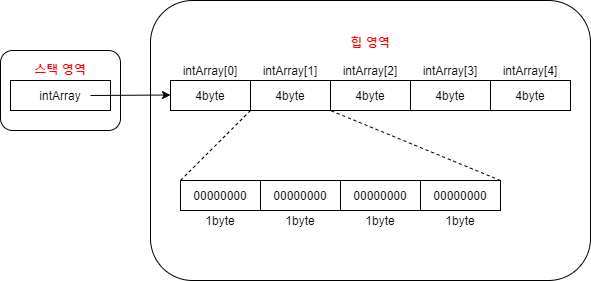 힙 영역
스택 영역
intArray
intArray[0] intArray[1] intArray[2] intArray[3] intArray[4]
4byte 4byte 4byte 4byte 4byte
00000000 00000000 00000000 00000000
1byte 1byte 1byte 1byte